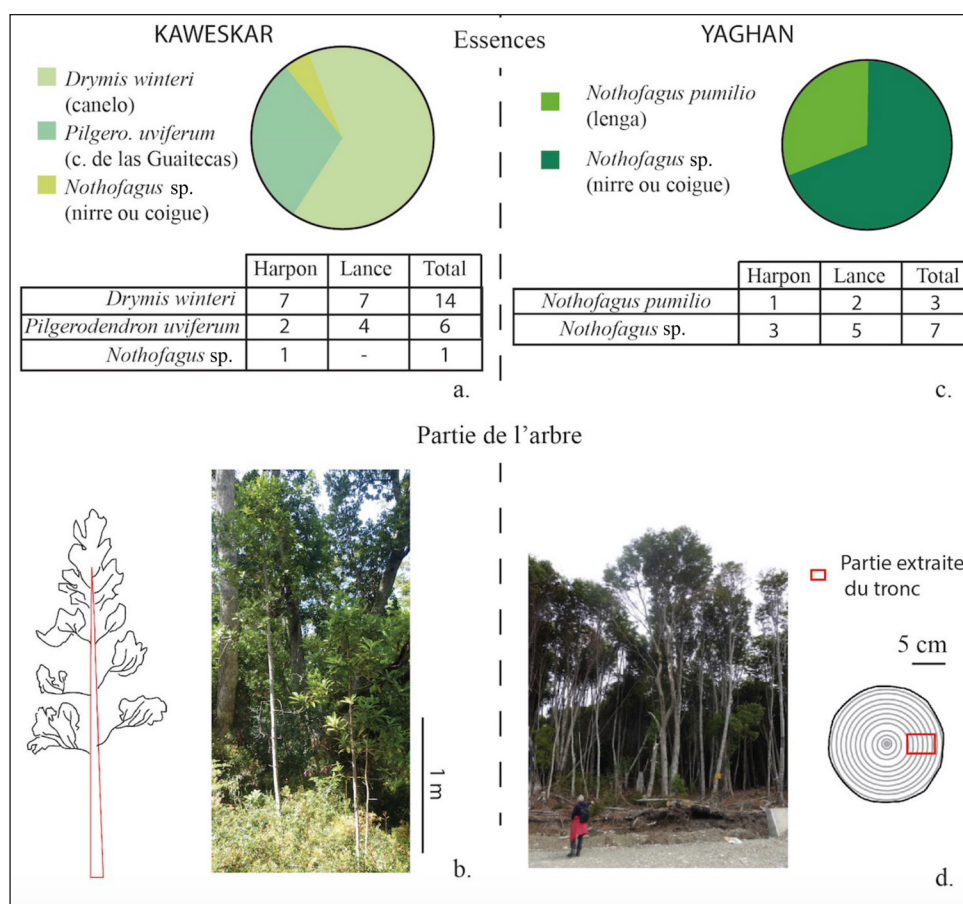 KAWESKAR
Essences
YAGHAN
Drymis winteri
(canelo)
Pilgero. uviferum
(c. de las Guaitecas)
Nothofagus sp.
(nirre ou coigue)
Nothofagus pumilio
(lenga)
Nothofagus sp.
(nirre ou coigue)
Harpon Lance Total
Drymis winteri 7 7 14
Pilgerodendron uviferum 2 4 6
Nothofagus sp. 1 - 1
a.
Harpon Lance Total
Nothofagus pumilio 1 2 3
Nothofagus sp. 3 5 7
c.
Partie de l'arbre
1 m
b.
Partie extraite
du tronc
5 cm
d.